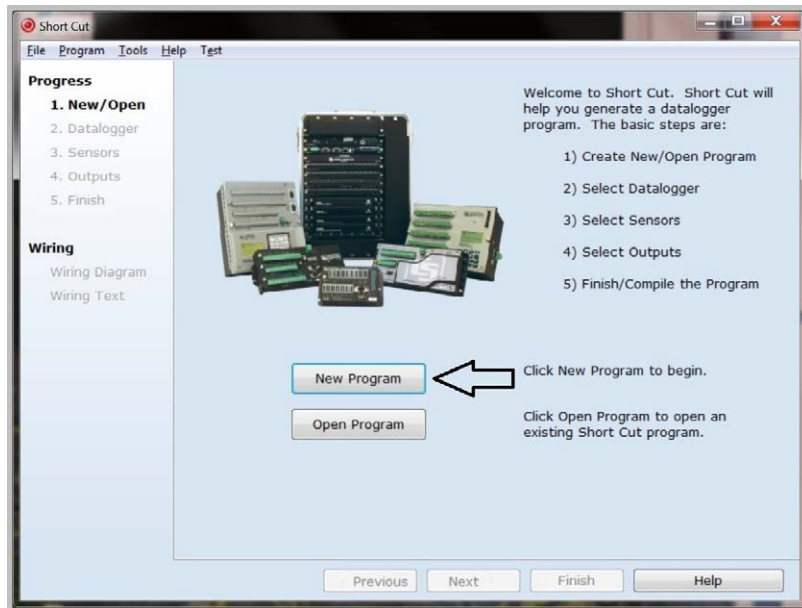 Short Cut
File Program Tools Help Test
Progress
1. New/Open
2. Datalogger
3. Sensors
4. Outputs
5. Finish
Wiring
Wiring Diagram
Wiring Text
Welcome to Short Cut. Short Cut will
help you generate a datalogger
program. The basic steps are:
1) Create New/Open Program
2) Select Datalogger
3) Select Sensors
4) Select Outputs
5) Finish/Compile the Program
New Program
Click New Program to begin.
Open Program
Click Open Program to open an
existing Short Cut program.
Previous Next Finish Help